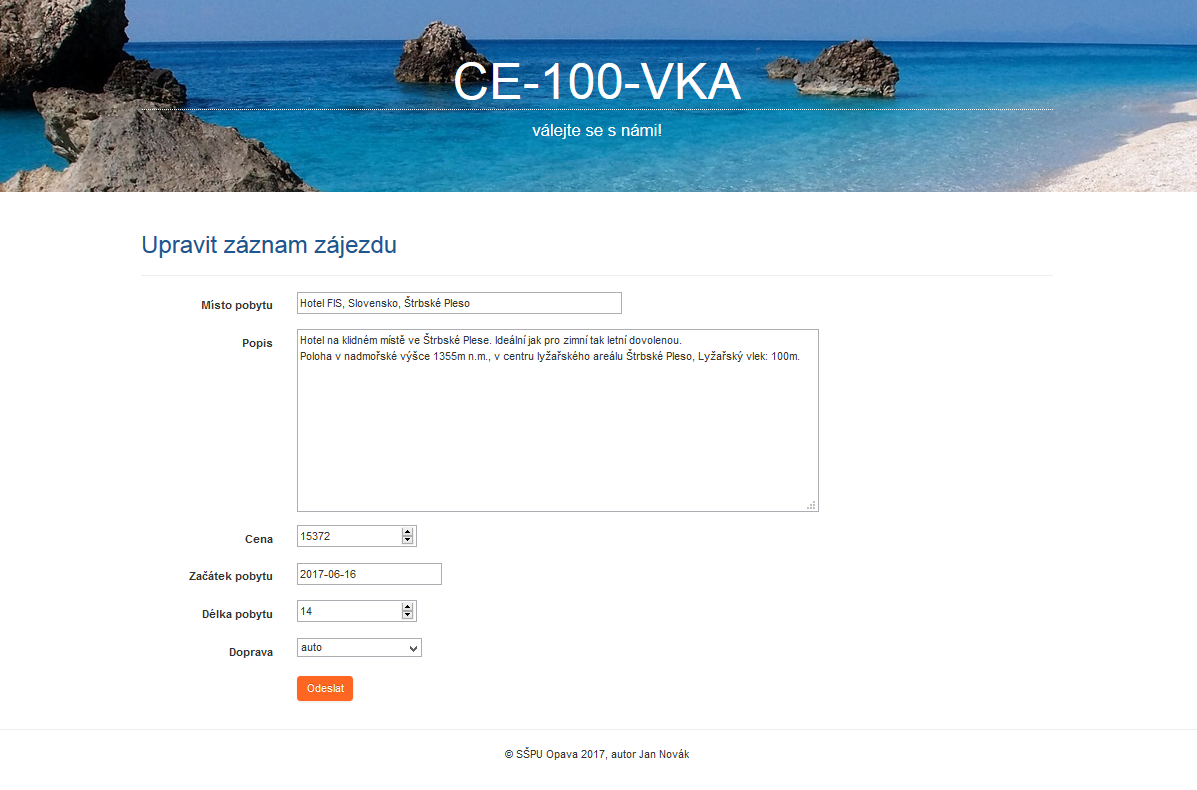 CE-100-VKA
válejte se s námi!
Upravit záznam zájezdu
Místo pobytu
Hotel FIS, Slovensko, Štrbské Pleso
Popis
Hotel na klidném místě ve Štrbské Plese. Ideální jak pro zimní tak letní dovolenou.
Poloha v nadmořské výšce 1355m n.m., v centru lyžařského areálu Štrbské Pleso, Lyžařský vlek: 100m.
Cena
15372
Začátek pobytu
2017-06-16
Délka pobytu
14
Doprava
auto
Odeslat
© SŠPU Opava 2017, autor Jan Novák